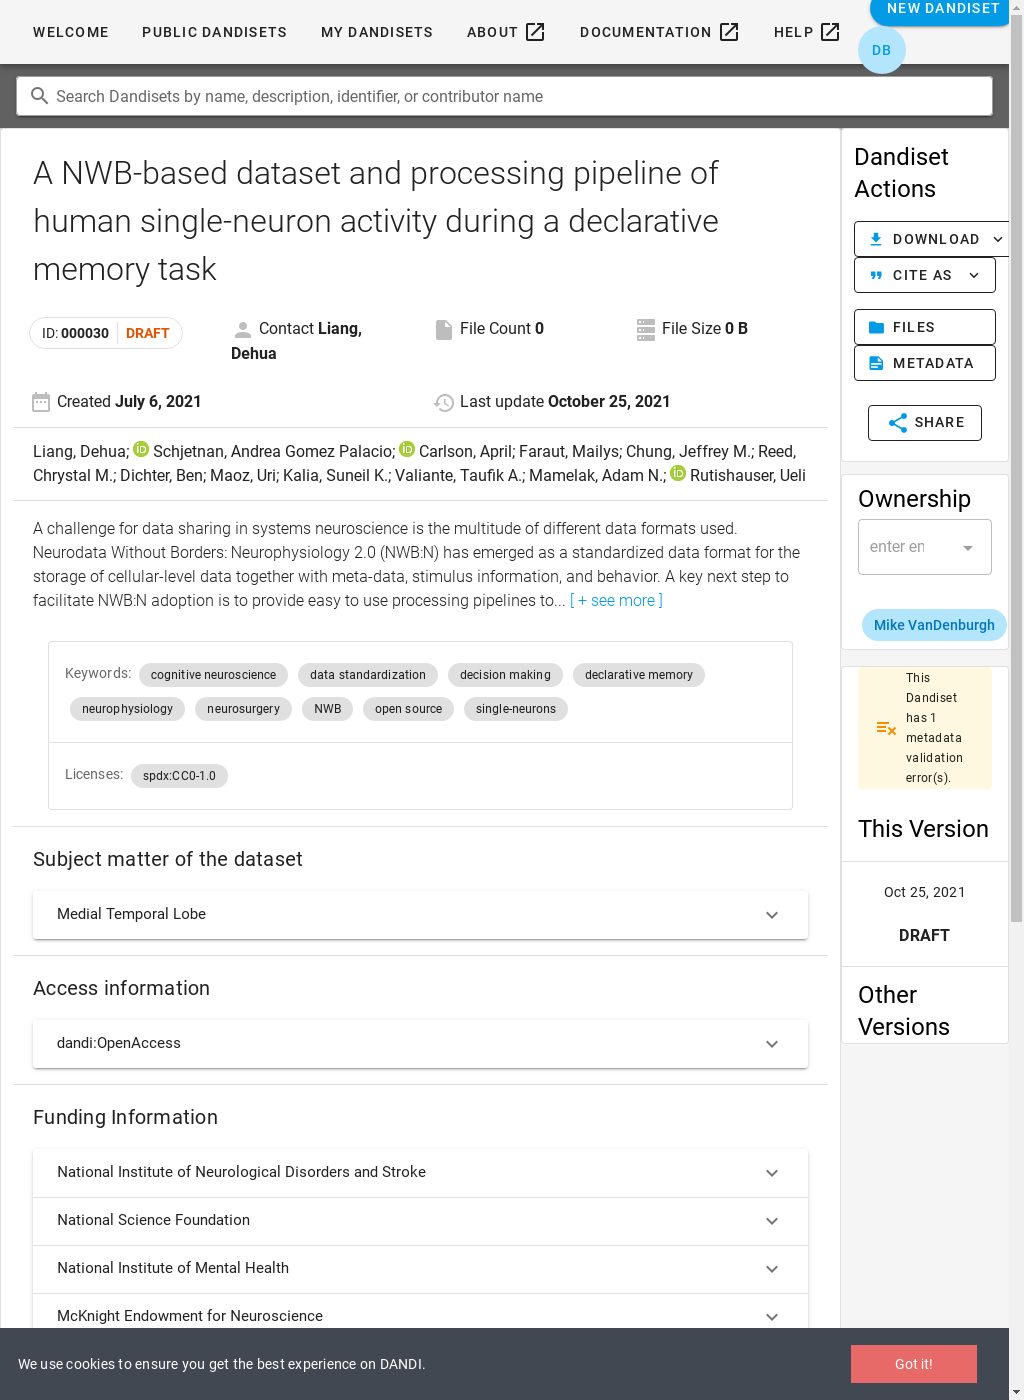 WELCOME PUBLIC DANDISETS MY DANDISETS ABOUT DOCUMENTATION HELP NEW DANDISET
DB
Search Dandisets by name, description, identifier, or contributor name
A NWB-based dataset and processing pipeline of
human single-neuron activity during a declarative
memory task
ID: 000030 DRAFT
Contact Liang,
Dehua
File Count 0
File Size 0 B
Created July 6, 2021
Last update October 25, 2021
Liang, Dehua; iD Schjetnan, Andrea Gomez Palacio; iD Carlson, April; Faraut, Mailys; Chung, Jeffrey M.; Reed,
Chrystal M.; Dichter, Ben; Maoz, Uri; Kalia, Suneil K.; Valiante, Taufik A.; Mamelak, Adam N.; iD Rutishauser, Ueli
A challenge for data sharing in systems neuroscience is the multitude of different data formats used.
Neurodata Without Borders: Neurophysiology 2.0 (NWB:N) has emerged as a standardized data format for the
storage of cellular-level data together with meta-data, stimulus information, and behavior. A key next step to
facilitate NWB:N adoption is to provide easy to use processing pipelines to... [ + see more ]
Keywords: cognitive neuroscience data standardization decision making declarative memory
neurophysiology neurosurgery NWB open source single-neurons
Licenses: spdx:CC0-1.0
Subject matter of the dataset
Medial Temporal Lobe
Access information
dandi:OpenAccess
Funding Information
National Institute of Neurological Disorders and Stroke
National Science Foundation
National Institute of Mental Health
McKnight Endowment for Neuroscience
Dandiset
Actions
DOWNLOAD
CITE AS
FILES
METADATA
SHARE
Ownership
enter en
Mike VanDenburgh
This
Dandiset
has 1
metadata
validation
error(s).
This Version
Oct 25, 2021
DRAFT
Other
Versions
We use cookies to ensure you get the best experience on DANDI.
Got it!